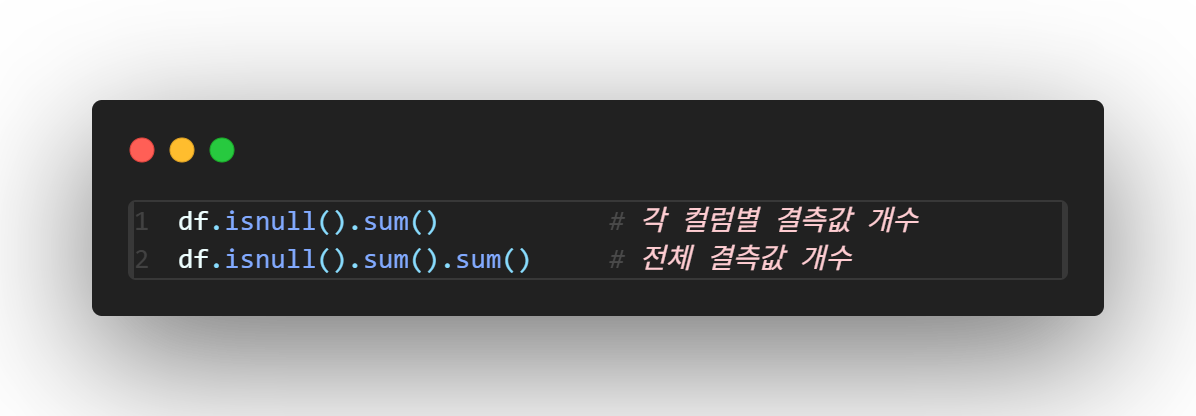 1 df.isnull().sum() # 각 컬럼별 결측값 개수
2 df.isnull().sum().sum() # 전체 결측값 개수